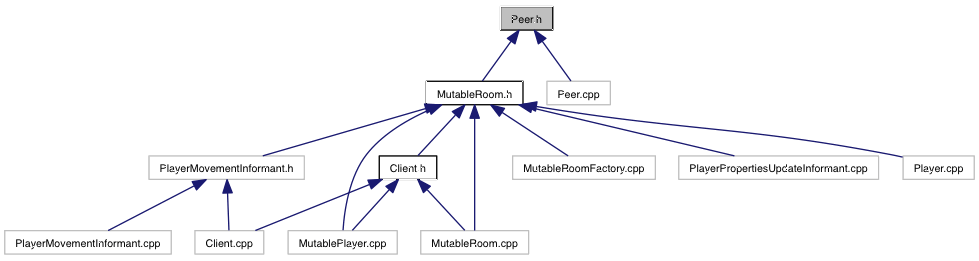 Peer.h
MutableRoom.h
Peer.cpp
PlayerMovementInformant.h
Client.h
MutableRoomFactory.cpp
PlayerPropertiesUpdateInformant.cpp
Player.cpp
PlayerMovementInformant.cpp
Client.cpp
MutablePlayer.cpp
MutableRoom.cpp